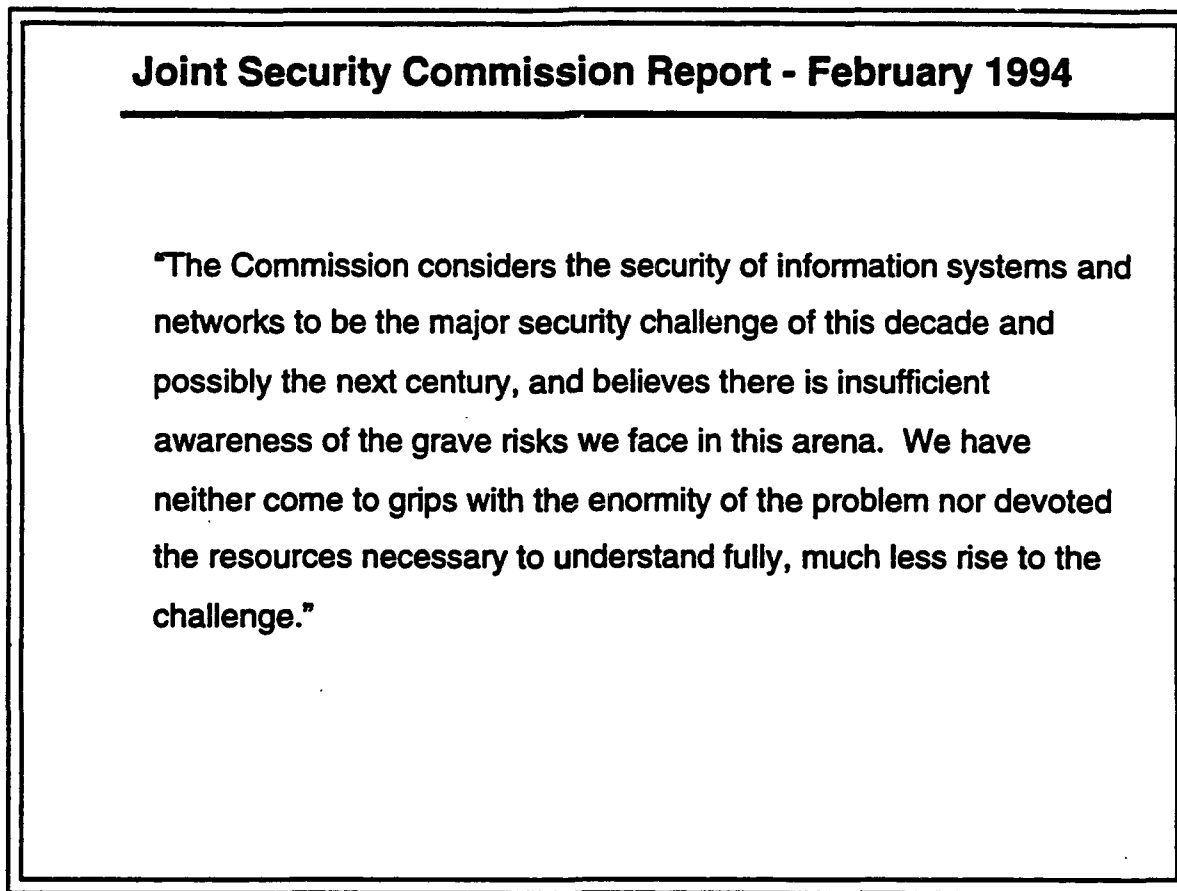 Joint Security Commission Report - February 1994
"The Commission considers the security of information systems and
networks to be the major security challenge of this decade and
possibly the next century, and believes there is insufficient
awareness of the grave risks we face in this arena.  We have
neither come to grips with the enormity of the problem nor devoted
the resources necessary to understand fully, much less rise to the
challenge."